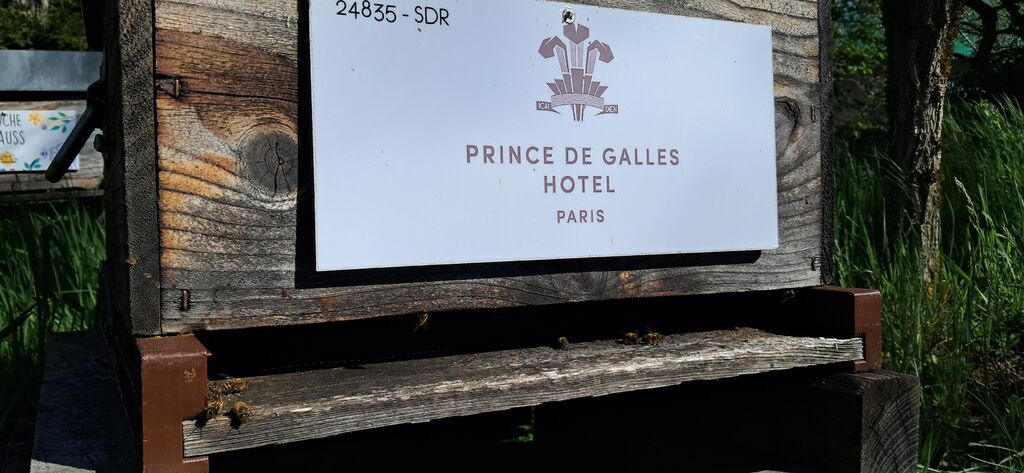 24835 - SDR
ICH DIEN
PRINCE DE GALLES
HOTEL
PARIS